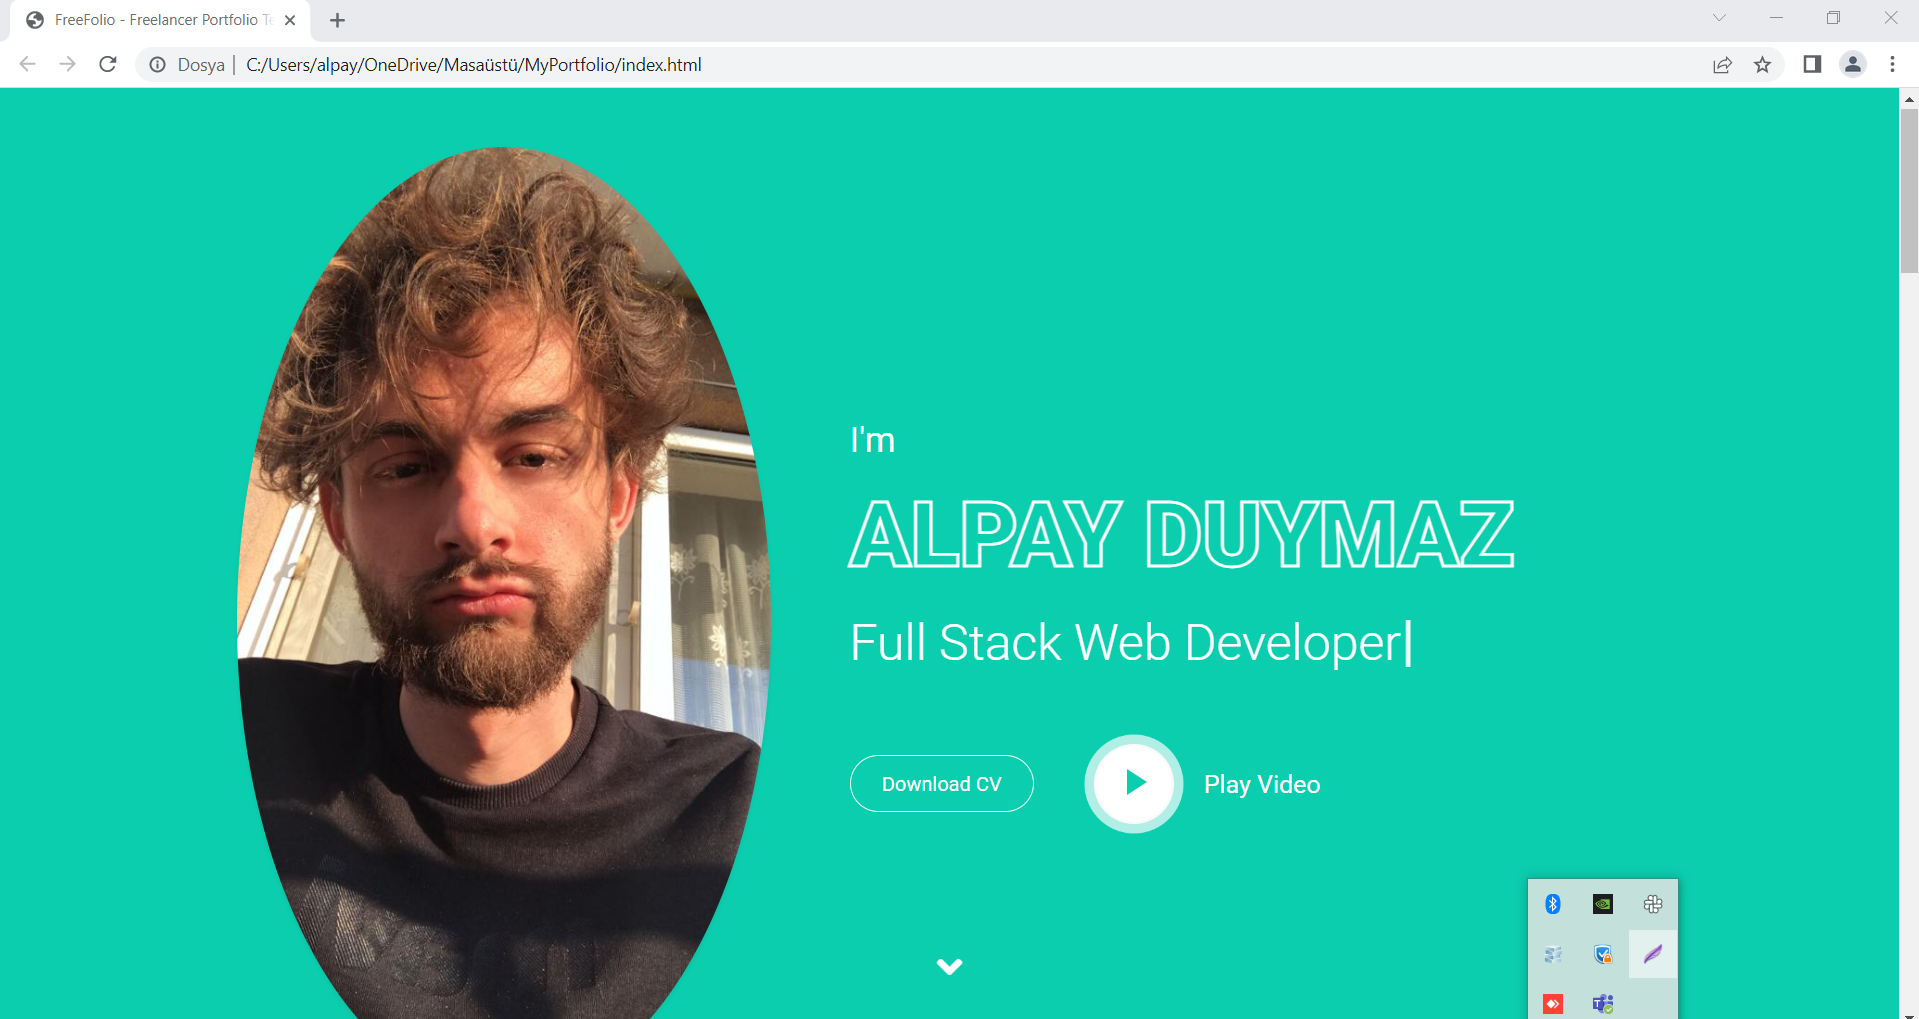 FreeFolio - Freelancer Portfolio Te
Dosya | C:/Users/alpay/OneDrive/Masaüstü/MyPortfolio/index.html
I'm
ALPAY DUYMAZ
Full Stack Web Developer|
Download CV
Play Video